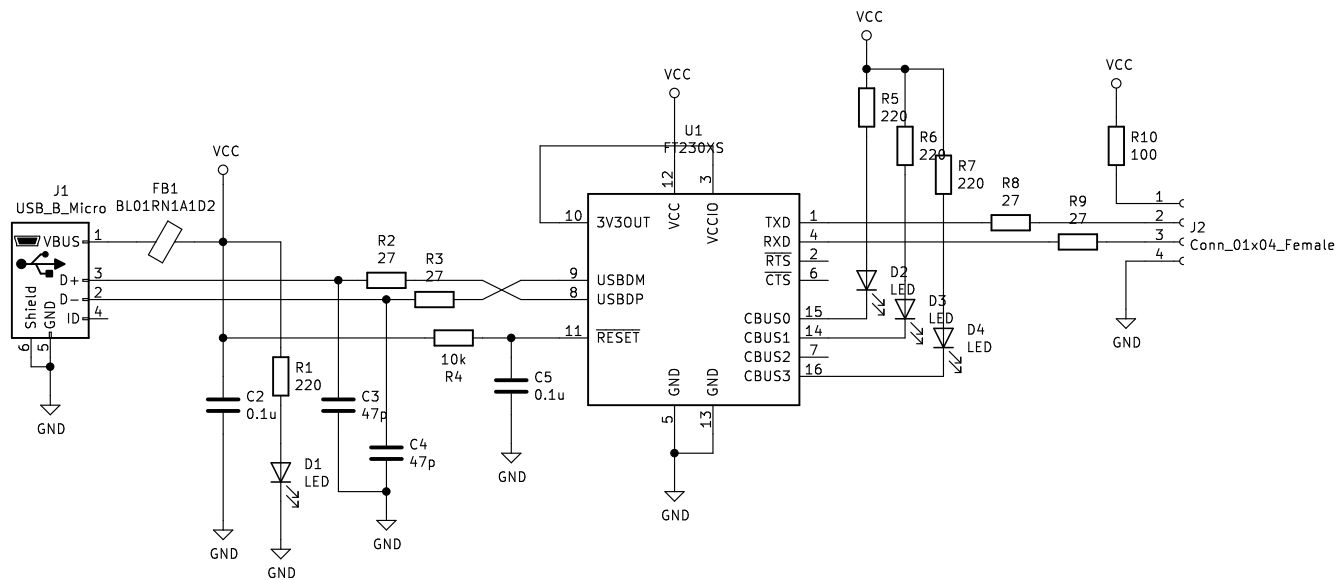 VCC
VCC
VCC
R5
220
U1
FT230XS
R6
220
R10
100
VCC
R7
220
12
3
J1
USB_B_Micro
FB1
BL01RN1A1D2
R8
27
R9
27
1
2
3
4
J2
Conn_01x04_Female
10
3V3OUT
VCC
VCCIO
TXD
1
RXD
4
RTS
2
CTS
6
VBUS
1
D+
3
D-
2
ID
4
Shield
GND
6
5
R2
27
R3
27
9
USBDM
8
USBDP
11
RESET
D2
LED
D3
LED
D4
LED
CBUS0
15
CBUS1
14
CBUS2
7
CBUS3
16
GND
10k
R4
R1
220
C2
0.1u
C3
47p
C5
0.1u
GND
GND
5
13
GND
C4
47p
D1
LED
GND
GND
GND
GND
GND